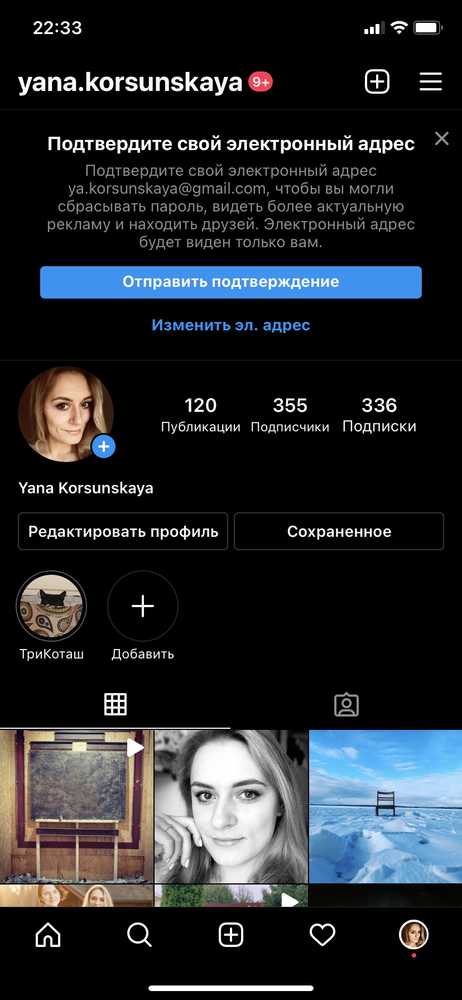 22:33
yana.korsunskaya 9+
Подтвердите свой электронный адрес
Подтвердите свой электронный адрес
ya.korsunskaya@gmail.com, чтобы вы могли
сбрасывать пароль, видеть более актуальную
рекламу и находить друзей. Электронный адрес
будет виден только вам.
Отправить подтверждение
Изменить эл. адрес
120 355 336
Публикации Подписчики Подписки
Yana Korsunskaya
Редактировать профиль Сохраненное
ТриКоташ Добавить